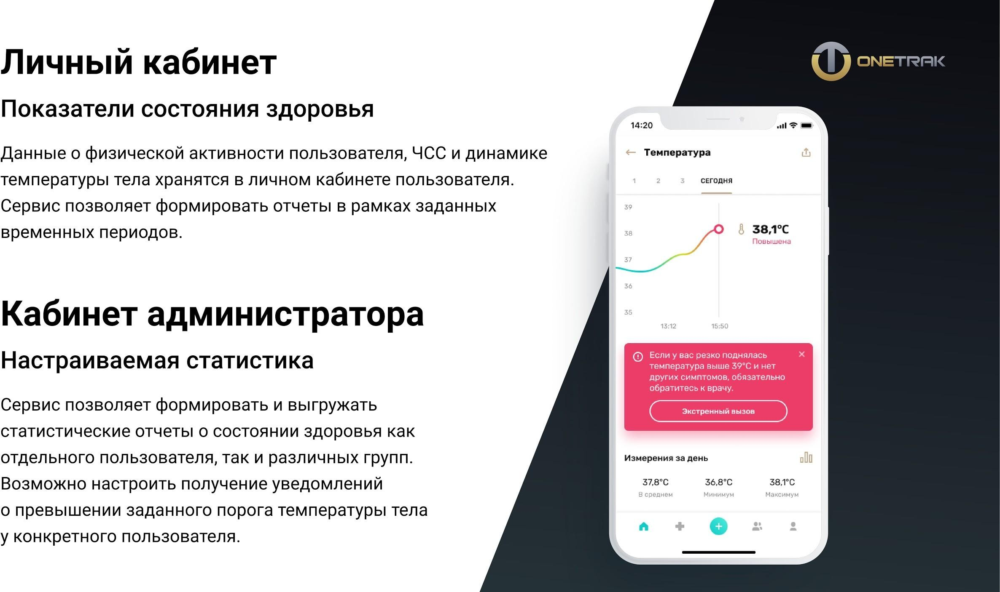 Личный кабинет
Показатели состояния здоровья
Данные о физической активности пользователя, ЧСС и динамике
температуры тела хранятся в личном кабинете пользователя.
Сервис позволяет формировать отчеты в рамках заданных
временных периодов.
Кабинет администратора
Настраиваемая статистика
Сервис позволяет формировать и выгружать
статистические отчеты о состоянии здоровья как
отдельного пользователя, так и различных групп.
Возможно настроить получение уведомлений
о превышении заданного порога температуры тела
у конкретного пользователя.
ONETRAK
14:20
Температура
1 2 3 СЕГОДНЯ
39
38,1°C
38
Повышена
37
36
35
13:12 15:50
Если у вас резко поднялась
температура выше 39°C и нет
других симптомов, обязательно
обратитесь к врачу.
Экстренный вызов
Измерения за день
37,8°C 36,8°C 38,1°C
В среднем Минимум Максимум